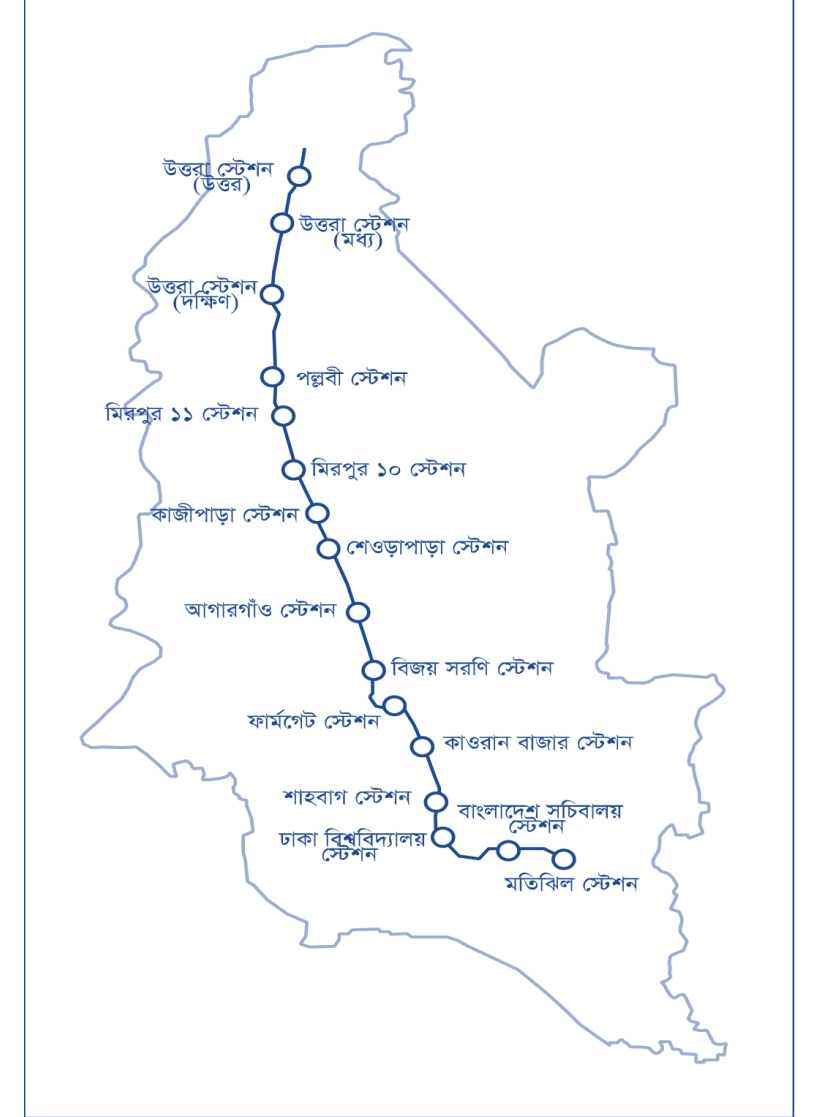 উত্তরা স্টেশন
(উত্তর)
উত্তরা স্টেশন
(মধ্য)
উত্তরা স্টেশন
(দক্ষিণ)
পল্লবী স্টেশন
মিরপুর ১১ স্টেশন
মিরপুর ১০ স্টেশন
কাজীপাড়া স্টেশন
শেওড়াপাড়া স্টেশন
আগারগাঁও স্টেশন
বিজয় সরণি স্টেশন
ফার্মগেট স্টেশন
কাওরান বাজার স্টেশন
শাহবাগ স্টেশন
বাংলাদেশ সচিবালয়
স্টেশন
ঢাকা বিশ্ববিদ্যালয়
স্টেশন
মতিঝিল স্টেশন